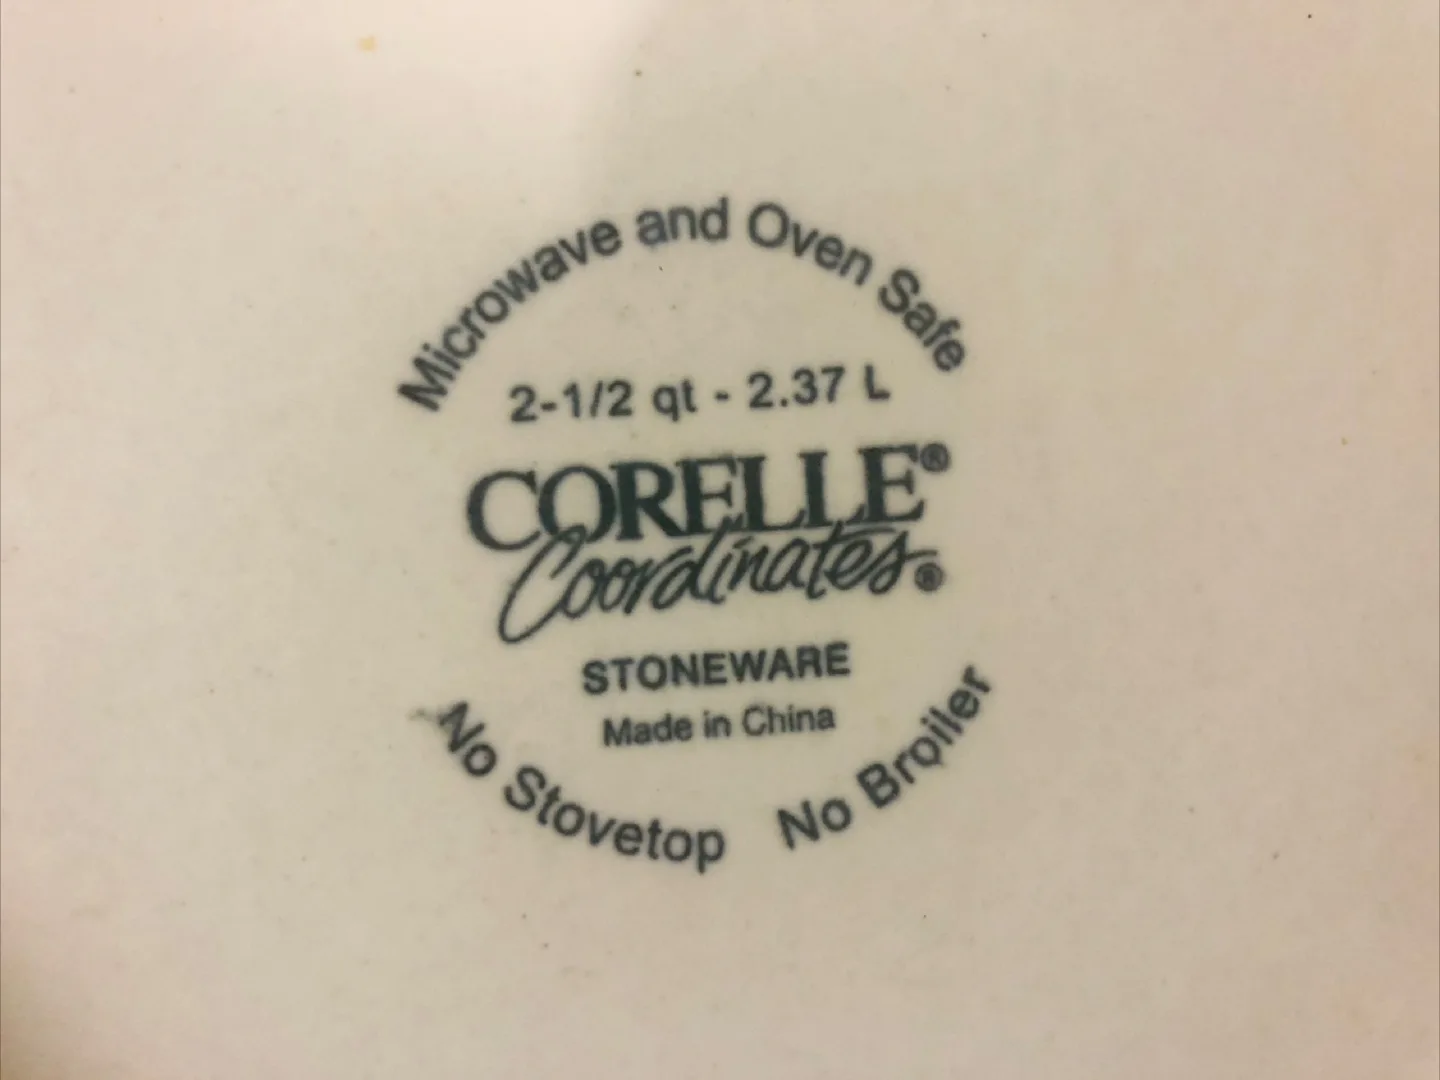 Microwave and Oven Safe
2-1/2 qt - 2.37 L
CORELLE®
Coordinates®
STONEWARE
Made in China
No Stovetop No Broiler